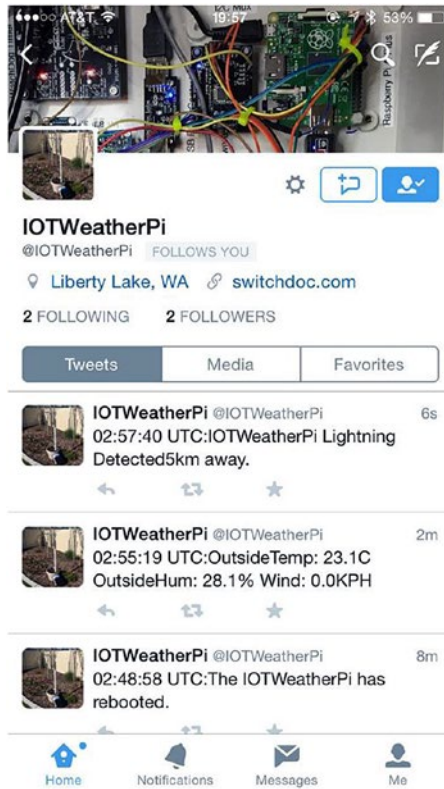 AT&T
19:57
53%
I2C Mux
Raspberry Pi
IOTWeatherPi
@IOTWeatherPi FOLLOWS YOU
Liberty Lake, WA switchdoc.com
2 FOLLOWING 2 FOLLOWERS
Tweets Media Favorites
IOTWeatherPi @IOTWeatherPi 6s
02:57:40 UTC:IOTWeatherPi Lightning
Detected5km away.
IOTWeatherPi @IOTWeatherPi 2m
02:55:19 UTC:OutsideTemp: 23.1C
OutsideHum: 28.1% Wind: 0.0KPH
IOTWeatherPi @IOTWeatherPi 8m
02:48:58 UTC:The IOTWeatherPi has
rebooted.
Home Notifications Messages Me